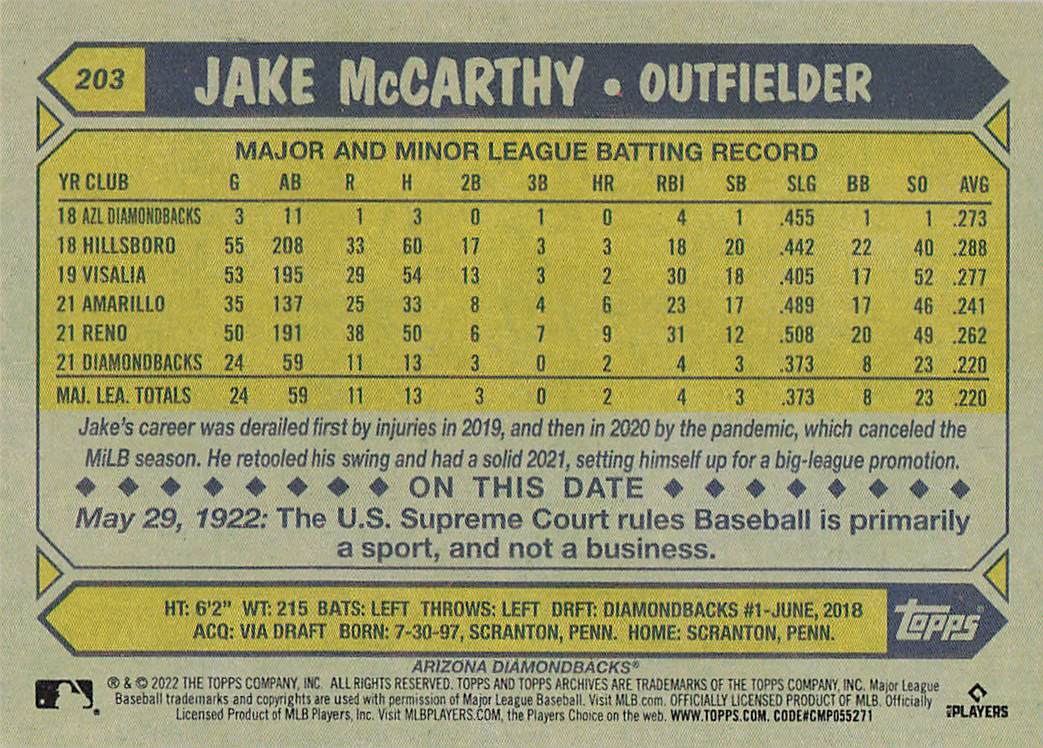 203
JAKE McCARTHY • OUTFIELDER
MAJOR AND MINOR LEAGUE BATTING RECORD
YR CLUB G AB R H 2B 3B HR RBI SB SLG BB SO AVG
18 AZL DIAMONDBACKS 3 11 1 3 0 1 0 4 1 .455 1 1 .273
18 HILLSBORO 55 208 33 60 17 3 3 18 20 .442 22 40 .288
19 VISALIA 53 195 29 54 13 3 2 30 18 .405 17 52 .277
21 AMARILLO 35 137 25 33 8 4 6 23 17 .489 17 46 .241
21 RENO 50 191 38 50 6 7 9 31 12 .508 20 49 .262
21 DIAMONDBACKS 24 59 11 13 3 0 2 4 3 .373 8 23 .220
MAJ. LEA. TOTALS 24 59 11 13 3 0 2 4 3 .373 8 23 .220
Jake's career was derailed first by injuries in 2019, and then in 2020 by the pandemic, which canceled the
MiLB season. He retooled his swing and had a solid 2021, setting himself up for a big-league promotion.
◆ ◆ ◆ ◆ ◆ ◆ ◆ ◆ ON THIS DATE ◆ ◆ ◆ ◆ ◆ ◆ ◆ ◆
May 29, 1922: The U.S. Supreme Court rules Baseball is primarily
a sport, and not a business.
HT: 6'2" WT: 215 BATS: LEFT THROWS: LEFT DRFT: DIAMONDBACKS #1-JUNE, 2018
ACQ: VIA DRAFT BORN: 7-30-97, SCRANTON, PENN. HOME: SCRANTON, PENN.
topps®
ARIZONA DIAMONDBACKS®
® & © 2022 THE TOPPS COMPANY, INC. ALL RIGHTS RESERVED. TOPPS AND TOPPS ARCHIVES ARE TRADEMARKS OF THE TOPPS COMPANY, INC. Major League
Baseball trademarks and copyrights are used with permission of Major League Baseball. Visit MLB.com. OFFICIALLY LICENSED PRODUCT OF MLB. Officially
Licensed Product of MLB Players, Inc. Visit MLBPLAYERS.COM, the Players Choice on the web. WWW.TOPPS.COM. CODE#CMP055271
PLAYERS